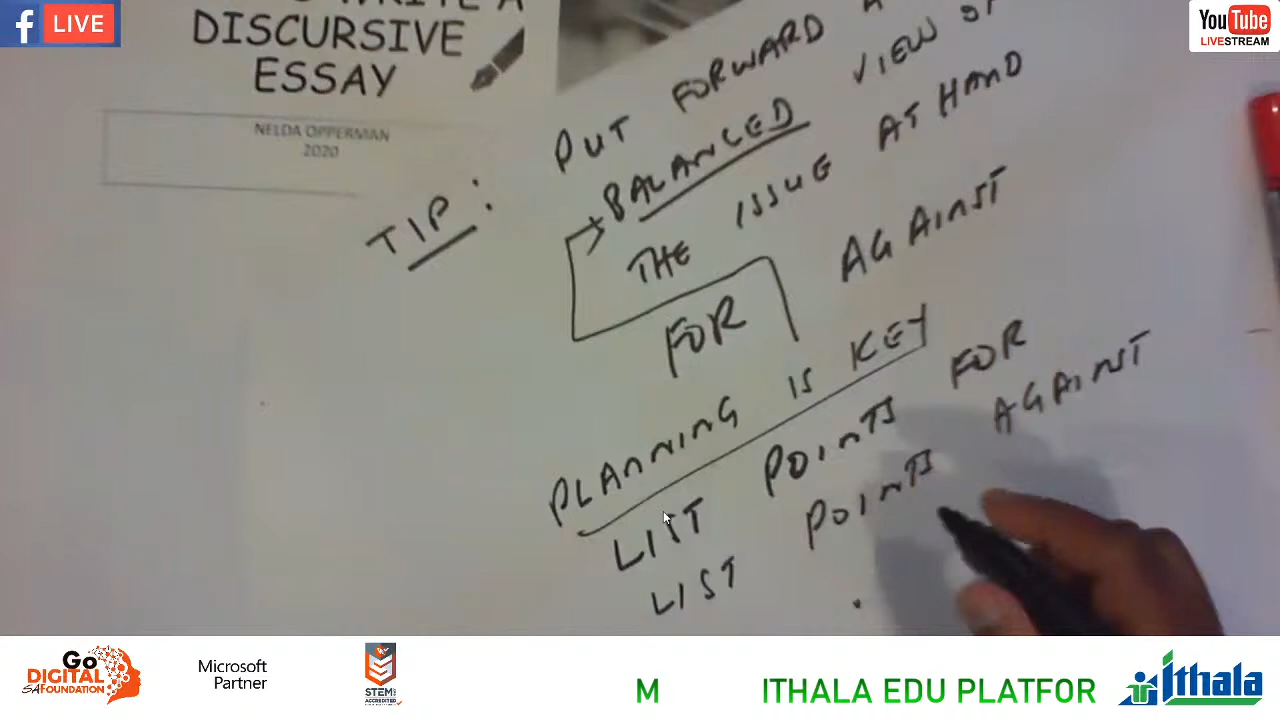 LIVE
DISCURSIVE
ESSAY
NELDA OPPERMAN
2020
YouTube
LIVESTREAM
TIP:
PUT FORWARD A
BALANCED VIEW OF
THE ISSUE AT HAND
FOR AGAINST
PLANNING IS KEY
LIST POINTS FOR
LIST POINTS AGAINST
Go
DIGITAL
SA FOUNDATION
Microsoft
Partner
STEM
M ITHALA EDU PLATFOR
Ithala